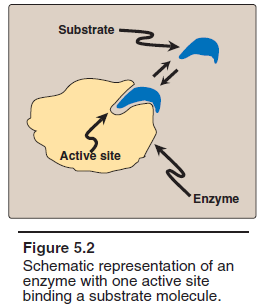 Substrate
Active site
Enzyme
Figure 5.2
Schematic representation of an
enzyme with one active site
binding a substrate molecule.